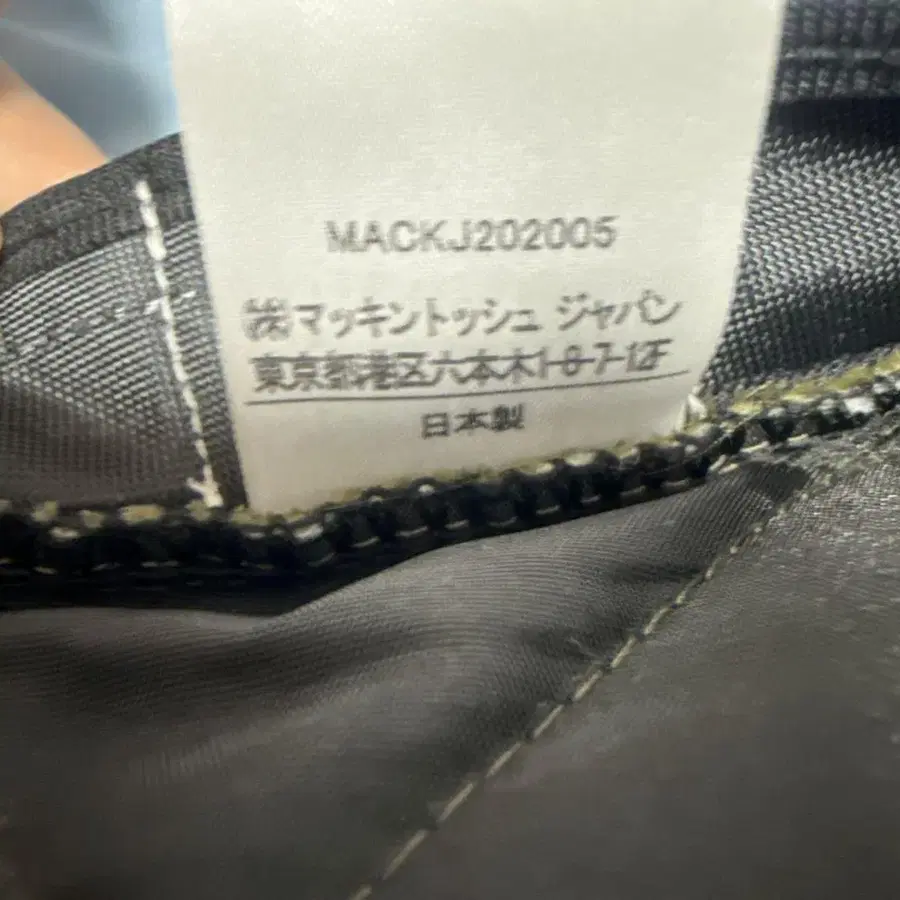 MACKJ202005
㈱マッキントッシュ ジャパン
東京都港区六本木1-8-7-12F
日本製